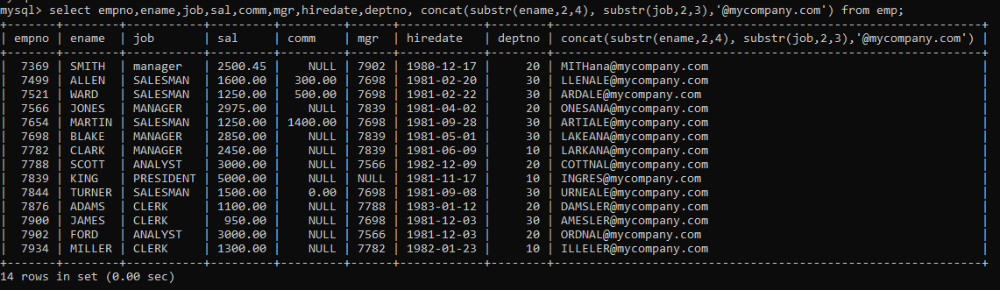 mysql> select empno,ename,job,sal,comm,mgr,hiredate,deptno, concat(substr(ename,2,4), substr(job,2,3),'@mycompany.com') from emp;
+-------+--------+-----------+---------+---------+------+------------+--------+-------------------------------------------------------------+
| empno | ename | job | sal | comm | mgr | hiredate | deptno | concat(substr(ename,2,4), substr(job,2,3),'@mycompany.com') |
+-------+--------+-----------+---------+---------+------+------------+--------+-------------------------------------------------------------+
| 7369 | SMITH | manager | 2500.45 | NULL | 7902 | 1980-12-17 | 20 | MITHana@mycompany.com |
| 7499 | ALLEN | SALESMAN | 1600.00 | 300.00 | 7698 | 1981-02-20 | 30 | LLENALE@mycompany.com |
| 7521 | WARD | SALESMAN | 1250.00 | 500.00 | 7698 | 1981-02-22 | 30 | ARDALE@mycompany.com |
| 7566 | JONES | MANAGER | 2975.00 | NULL | 7839 | 1981-04-02 | 20 | ONESANA@mycompany.com |
| 7654 | MARTIN | SALESMAN | 1250.00 | 1400.00 | 7698 | 1981-09-28 | 30 | ARTIALE@mycompany.com |
| 7698 | BLAKE | MANAGER | 2850.00 | NULL | 7839 | 1981-05-01 | 30 | LAKEANA@mycompany.com |
| 7782 | CLARK | MANAGER | 2450.00 | NULL | 7839 | 1981-06-09 | 10 | LARKANA@mycompany.com |
| 7788 | SCOTT | ANALYST | 3000.00 | NULL | 7566 | 1982-12-09 | 20 | COTTNAL@mycompany.com |
| 7839 | KING | PRESIDENT | 5000.00 | NULL | NULL | 1981-11-17 | 10 | INGRES@mycompany.com |
| 7844 | TURNER | SALESMAN | 1500.00 | 0.00 | 7698 | 1981-09-08 | 30 | URNEALE@mycompany.com |
| 7876 | ADAMS | CLERK | 1100.00 | NULL | 7788 | 1983-01-12 | 20 | DAMSLER@mycompany.com |
| 7900 | JAMES | CLERK | 950.00 | NULL | 7698 | 1981-12-03 | 30 | AMESLER@mycompany.com |
| 7902 | FORD | ANALYST | 3000.00 | NULL | 7566 | 1981-12-03 | 20 | ORDNAL@mycompany.com |
| 7934 | MILLER | CLERK | 1300.00 | NULL | 7782 | 1982-01-23 | 10 | ILLELER@mycompany.com |
+-------+--------+-----------+---------+---------+------+------------+--------+-------------------------------------------------------------+
14 rows in set (0.00 sec)